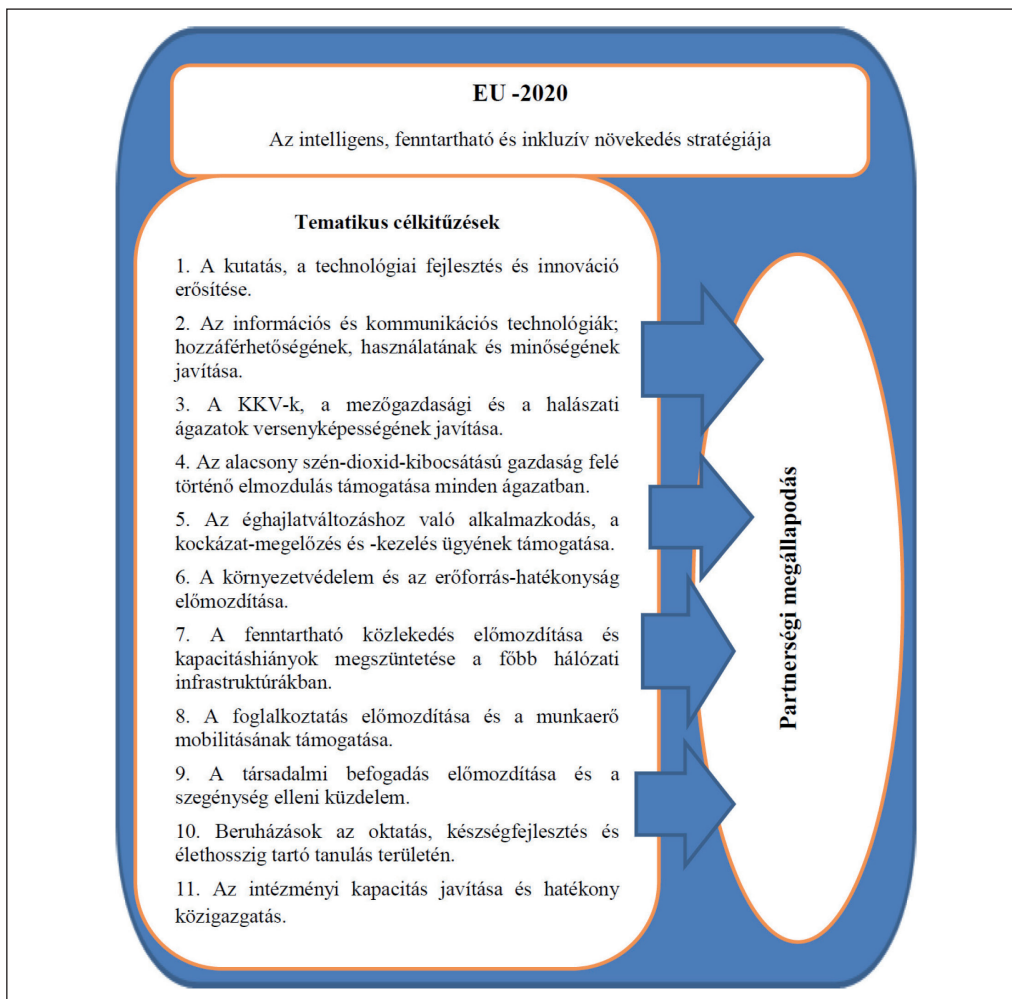 EU -2020
Az intelligens, fenntartható és inkluzív növekedés stratégiája
Tematikus célkitűzések
1. A kutatás, a technológiai fejlesztés és innováció
erősítése.
2. Az információs és kommunikációs technológiák;
hozzáférhetőségének, használatának és minőségének
javítása.
3. A KKV-k, a mezőgazdasági és a halászati
ágazatok versenyképességének javítása.
4. Az alacsony szén-dioxid-kibocsátású gazdaság felé
történő elmozdulás támogatása minden ágazatban.
5. Az éghajlatváltozáshoz való alkalmazkodás, a
kockázat-megelőzés és -kezelés ügyének támogatása.
6. A környezetvédelem és az erőforrás-hatékonyság
előmozdítása.
7. A fenntartható közlekedés előmozdítása és
kapacitáshiányok megszüntetése a főbb hálózati
infrastruktúrákban.
8. A foglalkoztatás előmozdítása és a munkaerő
mobilitásának támogatása.
9. A társadalmi befogadás előmozdítása és a
szegénység elleni küzdelem.
10. Beruházások az oktatás, készségfejlesztés és
élethosszig tartó tanulás területén.
11. Az intézményi kapacitás javítása és hatékony
közigazgatás.
Partnerségi megállapodás